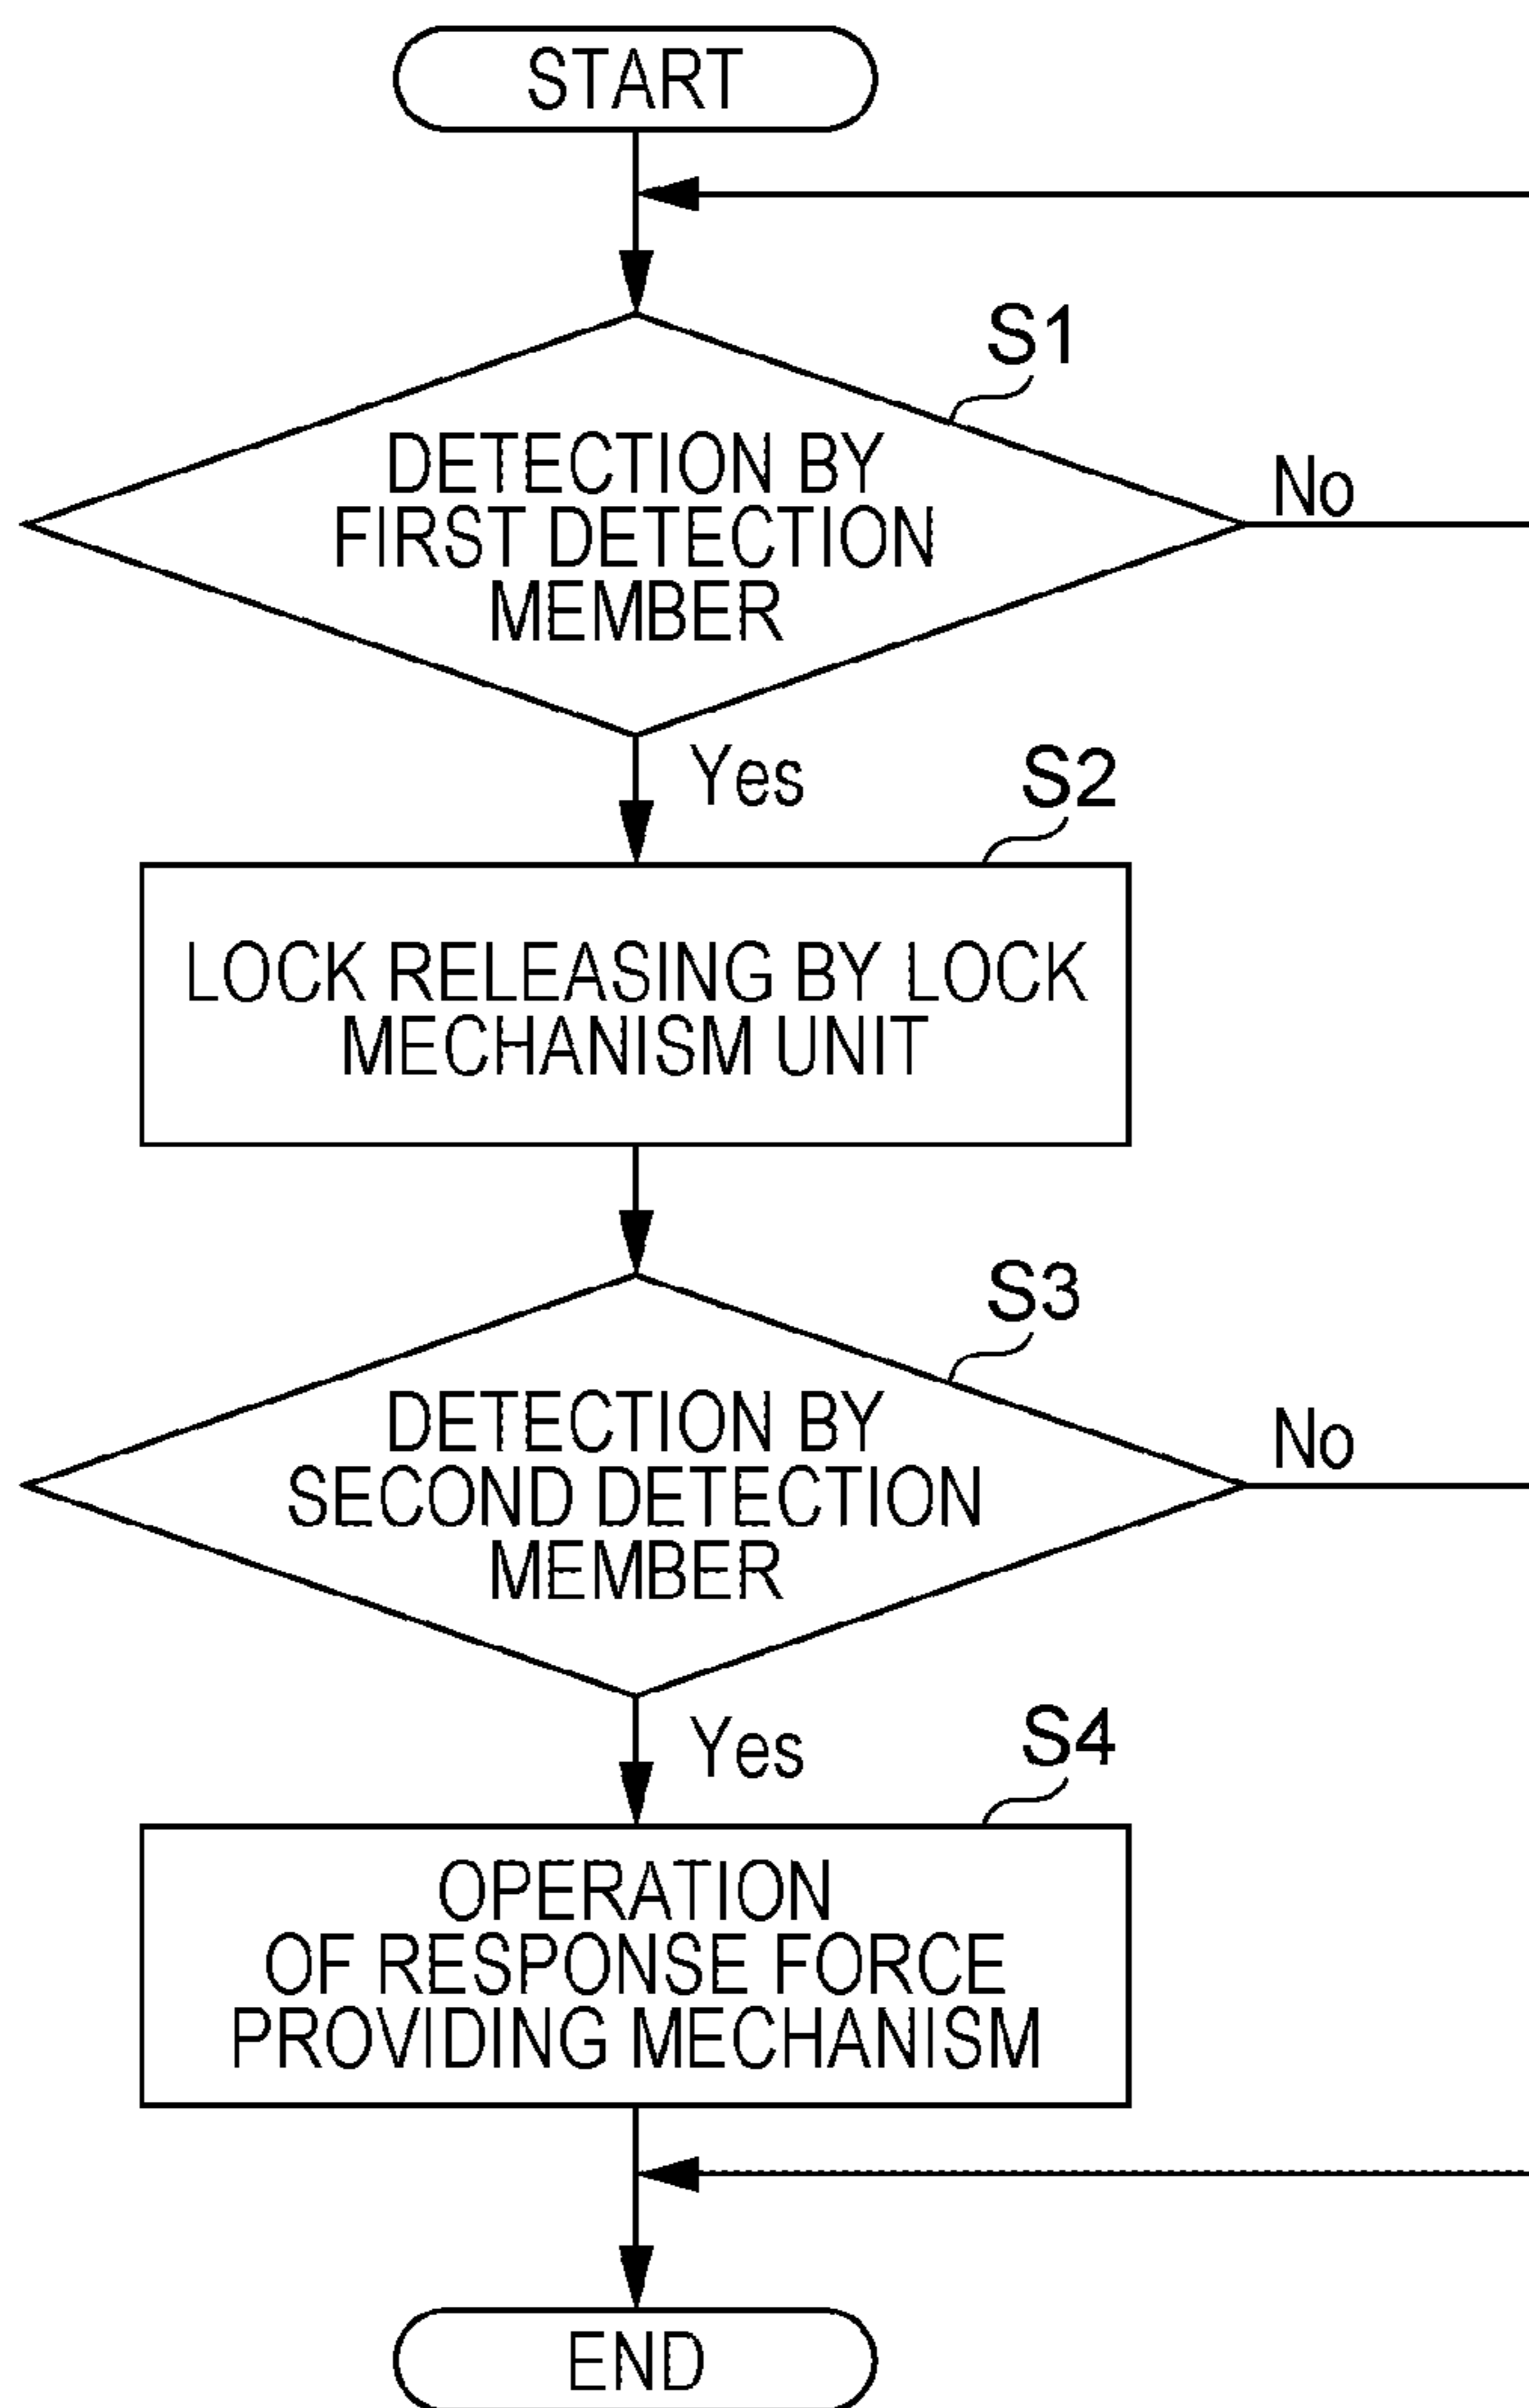 START
S1
DETECTION BY
FIRST DETECTION
MEMBER
No
Yes
S2
LOCK RELEASING BY LOCK
MECHANISM UNIT
S3
DETECTION BY
SECOND DETECTION
MEMBER
No
Yes
S4
OPERATION
OF RESPONSE FORCE
PROVIDING MECHANISM
END